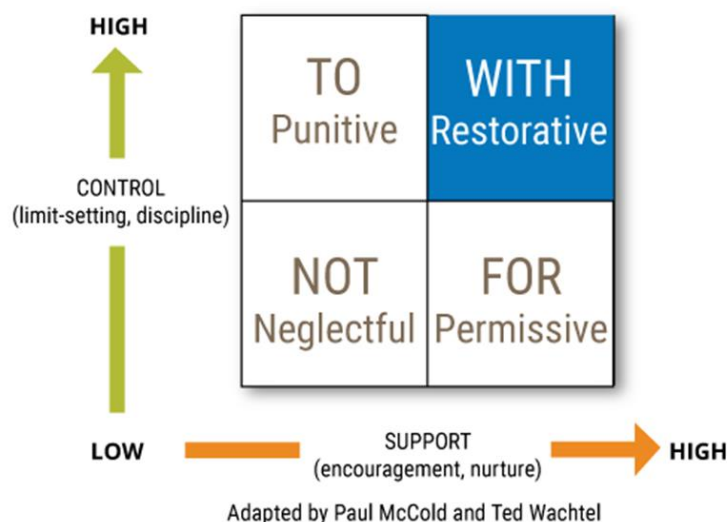 HIGH
CONTROL
(limit-setting, discipline)
TO
Punitive
WITH
Restorative
NOT
Neglectful
FOR
Permissive
LOW
SUPPORT
(encouragement, nurture)
HIGH
Adapted by Paul McCold and Ted Wachtel